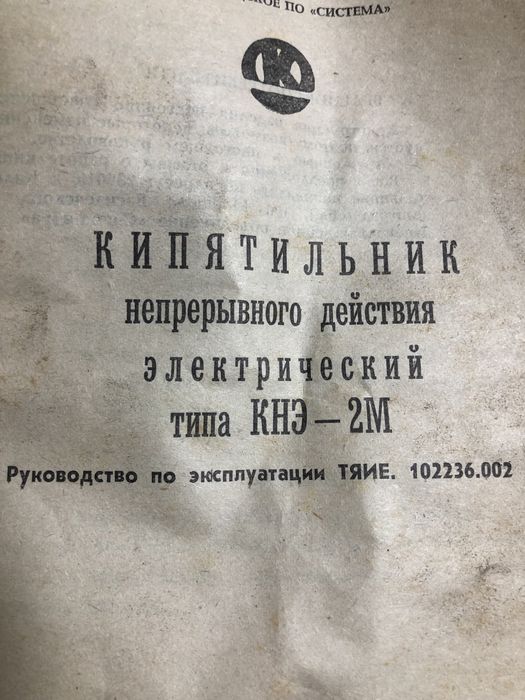 ПО «СИСТЕМА»
КИПЯТИЛЬНИК
непрерывного действия
электрический
типа КНЭ—2М
Руководство по эксплуатации ТЯИЕ. 102236.002